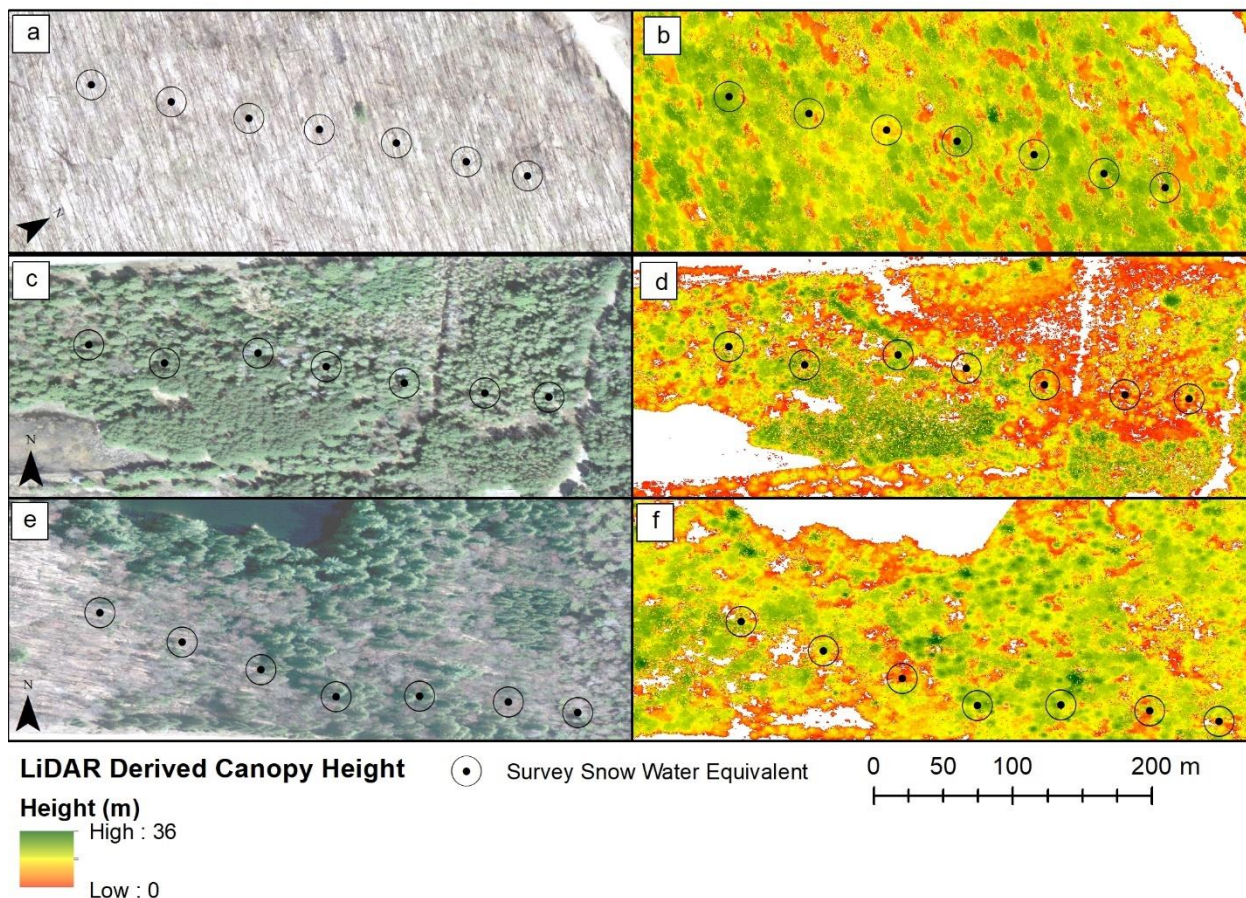 a
b
Z
c
d
N
e
f
N
LiDAR Derived Canopy Height
Survey Snow Water Equivalent
0 50 100 200 m
Height (m)
High : 36
Low : 0